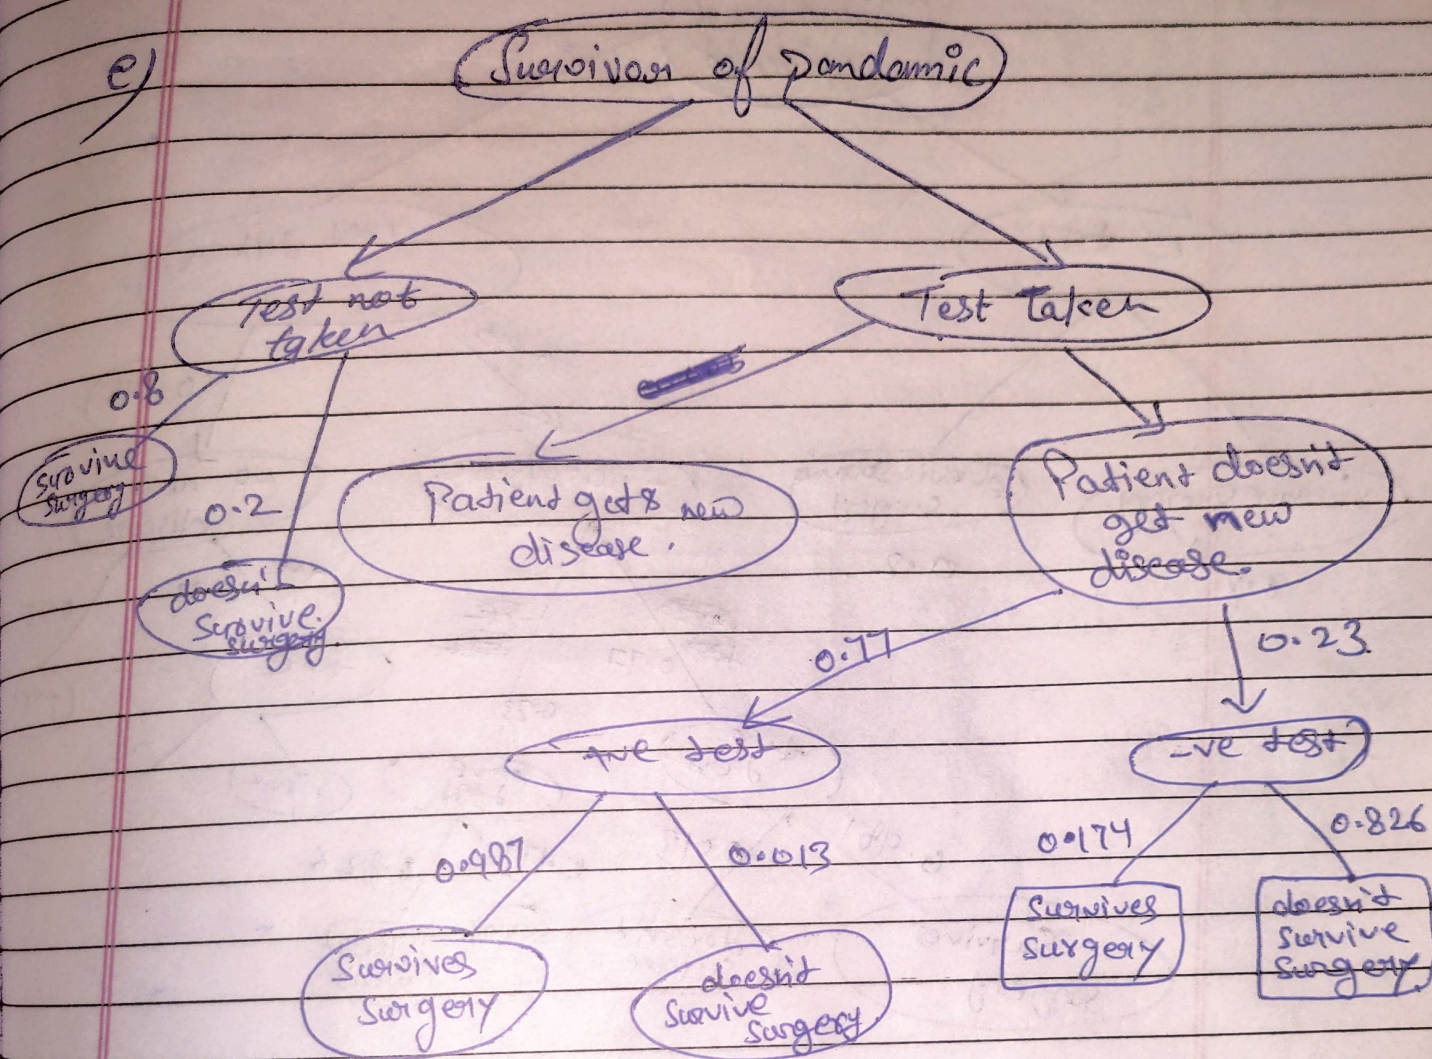 e)
Survivor of pandamic
Test not
taken
Test Taken
0.8
0.2
survive
surgery
doesn't
survive.
surgery.
Patient gets new
disease.
Patient doesn't
get new
disease.
0.77
0.23
+ve test
-ve test
0.987
0.013
0.174
0.826
Survives
surgery
doesn't
survive
surgery.
Survives
surgery
doesn't
survive
surgery